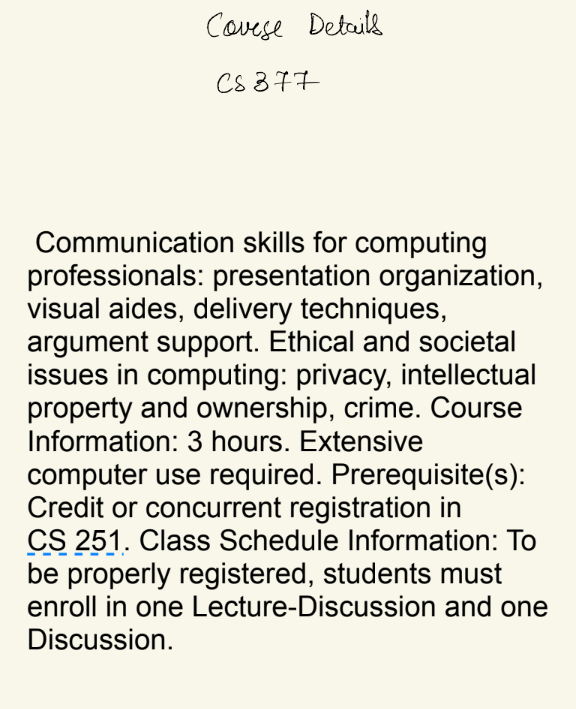 Course Details
CS 377
Communication skills for computing
professionals: presentation organization,
visual aides, delivery techniques,
argument support. Ethical and societal
issues in computing: privacy, intellectual
property and ownership, crime. Course
Information: 3 hours. Extensive
computer use required. Prerequisite(s):
Credit or concurrent registration in
CS 251. Class Schedule Information: To
be properly registered, students must
enroll in one Lecture-Discussion and one
Discussion.